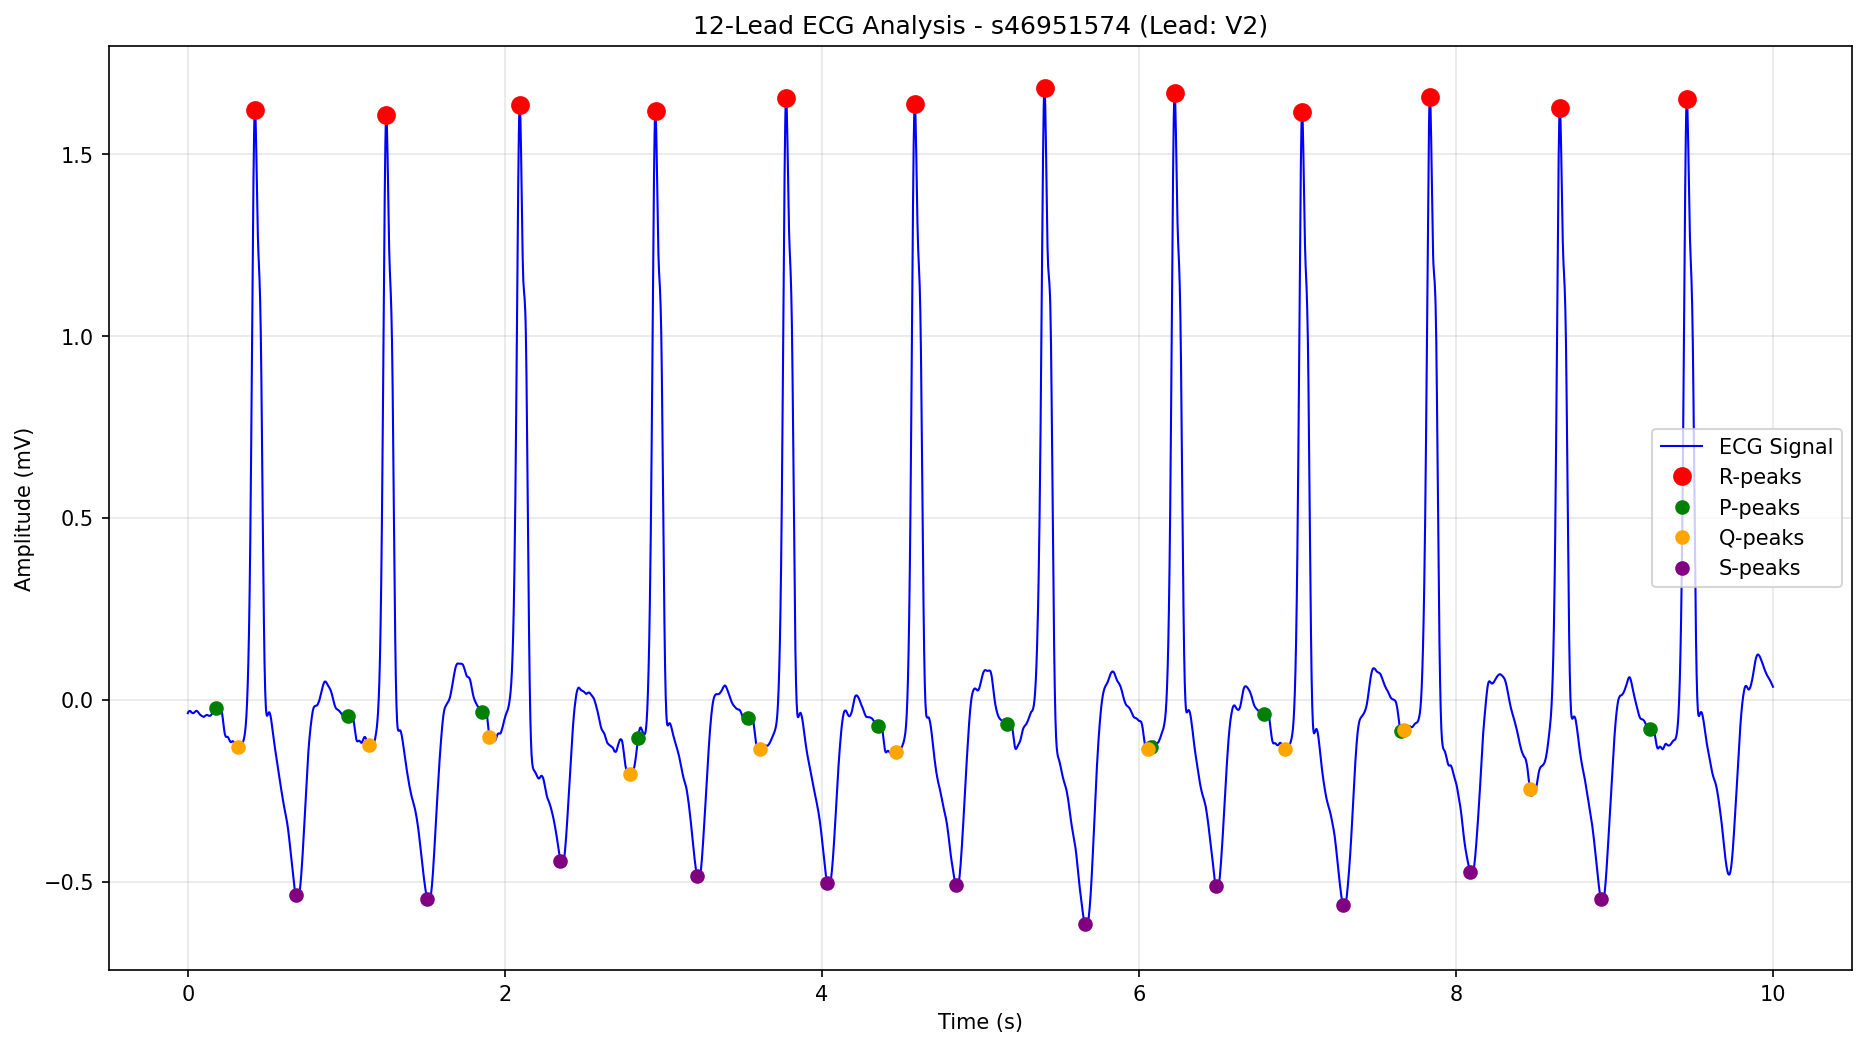 12-Lead ECG Analysis - s46951574 (Lead: V2)
Amplitude (mV)
1.5
1.0
0.5
0.0
−0.5
ECG Signal
R-peaks
P-peaks
Q-peaks
S-peaks
0
2
4
6
8
10
Time (s)